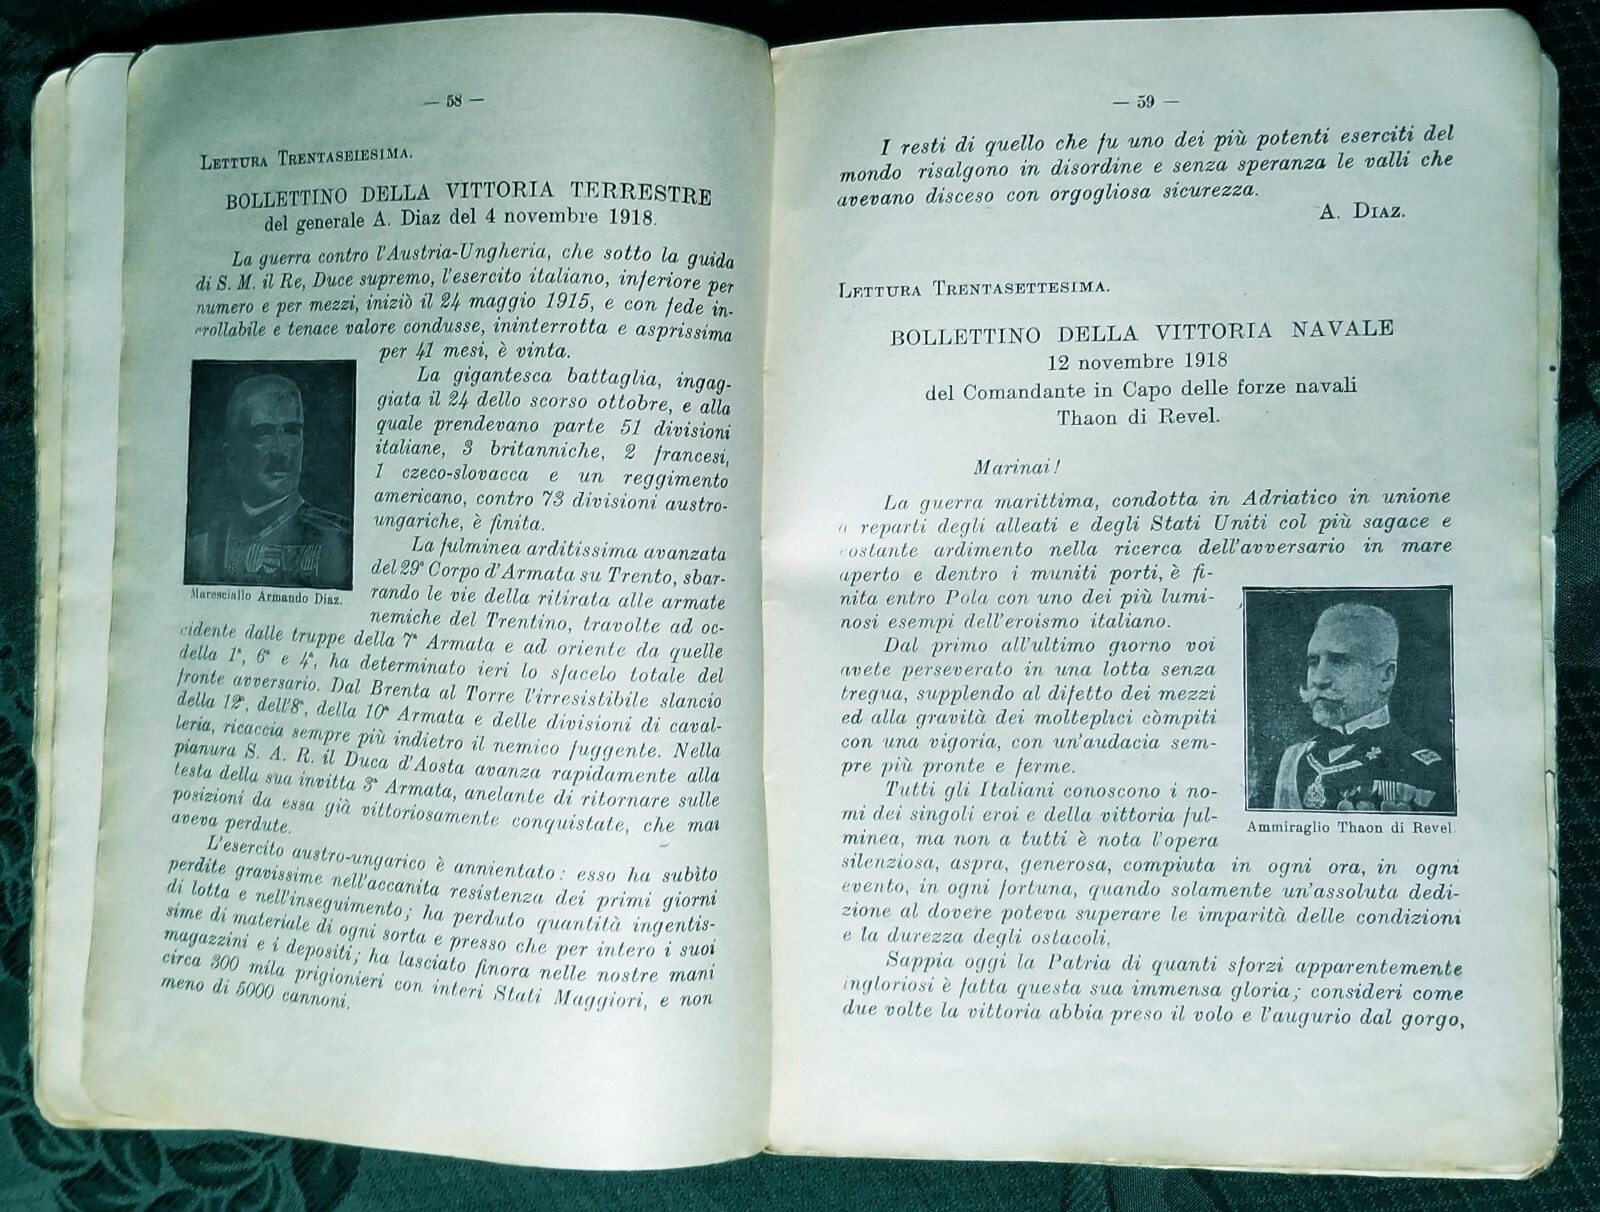 — 58 —
LETTURA TRENTASEIESIMA.
BOLLETTINO DELLA VITTORIA TERRESTRE
del generale A. Diaz del 4 novembre 1918.
La guerra contro l'Austria-Ungheria, che sotto la guida
di S. M. il Re, Duce supremo, l'esercito italiano, inferiore per
numero e per mezzi, iniziò il 24 maggio 1915, e con fede in-
crollabile e tenace valore condusse, ininterrotta e asprissima
per 41 mesi, è vinta.
La gigantesca battaglia, ingag-
giata il 24 dello scorso ottobre, e alla
quale prendevano parte 51 divisioni
italiane, 3 britanniche, 2 francesi,
1 czeco-slovacca e un reggimento
americano, contro 73 divisioni austro-
ungariche, è finita.
La fulminea arditissima avanzata
del 29° Corpo d'Armata su Trento, sbar-
rando le vie della ritirata alle armate
nemiche del Trentino, travolte ad oc-
Maresciallo Armando Diaz.
cidente dalle truppe della 7ª Armata e ad oriente da quelle
della 1ª, 6ª e 4ª, ha determinato ieri lo sfacelo totale del
fronte avversario. Dal Brenta al Torre l'irresistibile slancio
della 12ª, dell'8ª, della 10ª Armata e delle divisioni di caval-
leria, ricaccia sempre più indietro il nemico fuggente. Nella
pianura S. A. R. il Duca d'Aosta avanza rapidamente alla
testa della sua invitta 3ª Armata, anelante di ritornare sulle
posizioni da essa già vittoriosamente conquistate, che mai
aveva perdute.
L'esercito austro-ungarico è annientato: esso ha subìto
perdite gravissime nell'accanita resistenza dei primi giorni
di lotta e nell'inseguimento; ha perduto quantità ingentis-
sime di materiale di ogni sorta e presso che per intero i suoi
magazzini e i depositi; ha lasciato finora nelle nostre mani
circa 300 mila prigionieri con interi Stati Maggiori, e non
meno di 5000 cannoni.
— 59 —
I resti di quello che fu uno dei più potenti eserciti del
mondo risalgono in disordine e senza speranza le valli che
avevano disceso con orgogliosa sicurezza.
A. DIAZ.
LETTURA TRENTASETTESIMA.
BOLLETTINO DELLA VITTORIA NAVALE
12 novembre 1918
del Comandante in Capo delle forze navali
Thaon di Revel.
Marinai!
La guerra marittima, condotta in Adriatico in unione
a reparti degli alleati e degli Stati Uniti col più sagace e
costante ardimento nella ricerca dell'avversario in mare
aperto e dentro i muniti porti, è fi-
nita entro Pola con uno dei più lumi-
nosi esempi dell'eroismo italiano.
Dal primo all'ultimo giorno voi
avete perseverato in una lotta senza
tregua, supplendo al difetto dei mezzi
ed alla gravità dei molteplici còmpiti
con una vigoria, con un'audacia sem-
pre più pronte e ferme.
Tutti gli Italiani conoscono i no-
mi dei singoli eroi e della vittoria ful-
minea, ma non a tutti è nota l'opera
Ammiraglio Thaon di Revel.
silenziosa, aspra, generosa, compiuta in ogni ora, in ogni
evento, in ogni fortuna, quando solamente un'assoluta dedi-
zione al dovere poteva superare le imparità delle condizioni
e la durezza degli ostacoli.
Sappia oggi la Patria di quanti sforzi apparentemente
ingloriosi è fatta questa sua immensa gloria; consideri come
due volte la vittoria abbia preso il volo e l'augurio dal gorgo,